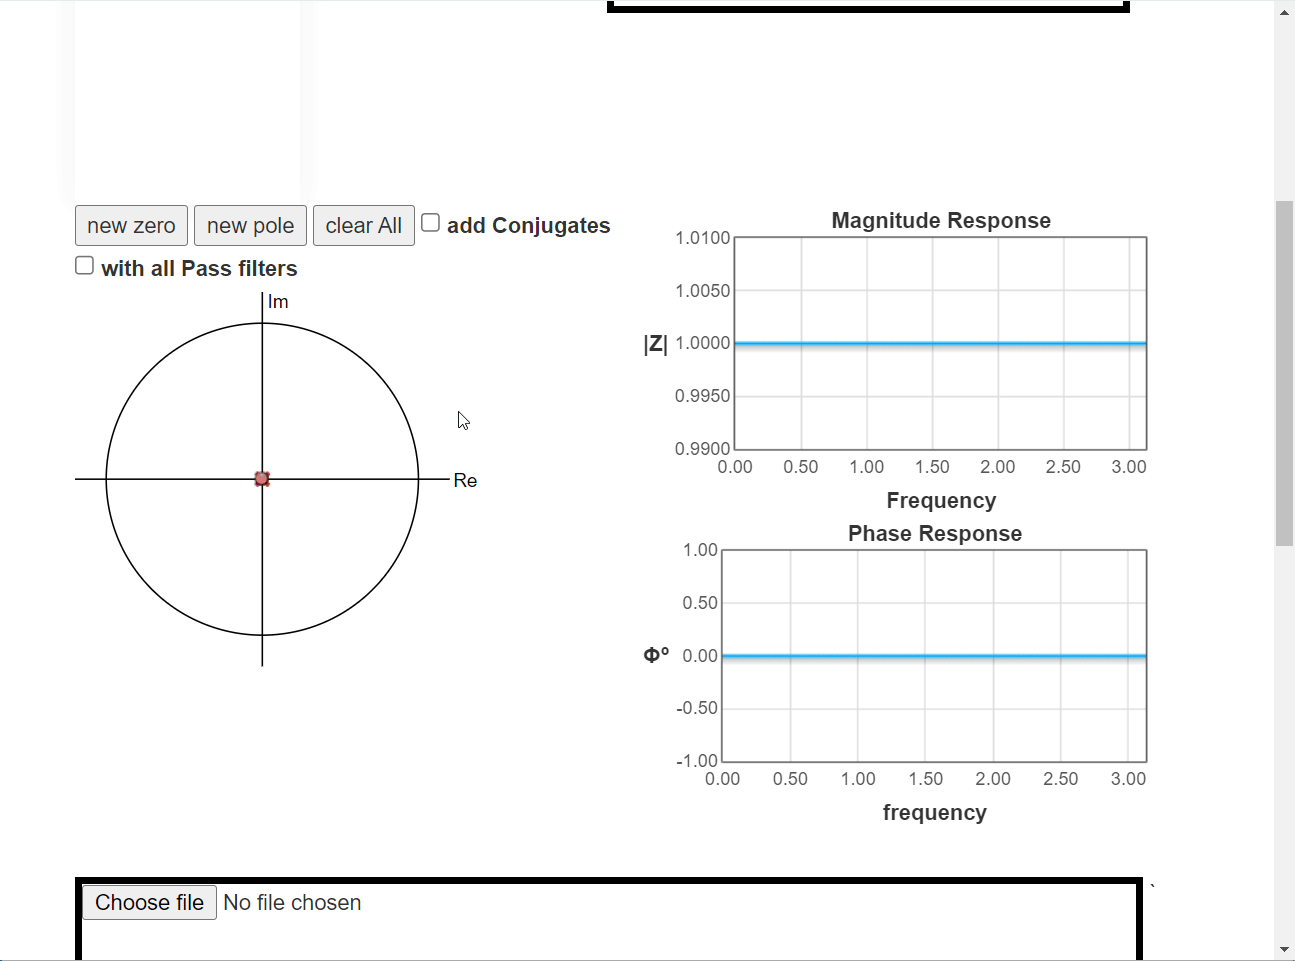 new zero new pole clear All add Conjugates
with all Pass filters
Im
Re
Magnitude Response
1.0100
1.0050
|Z| 1.0000
0.9950
0.9900
0.00 0.50 1.00 1.50 2.00 2.50 3.00
Frequency
Phase Response
1.00
0.50
Φº 0.00
-0.50
-1.00
0.00 0.50 1.00 1.50 2.00 2.50 3.00
frequency
Choose file No file chosen
`